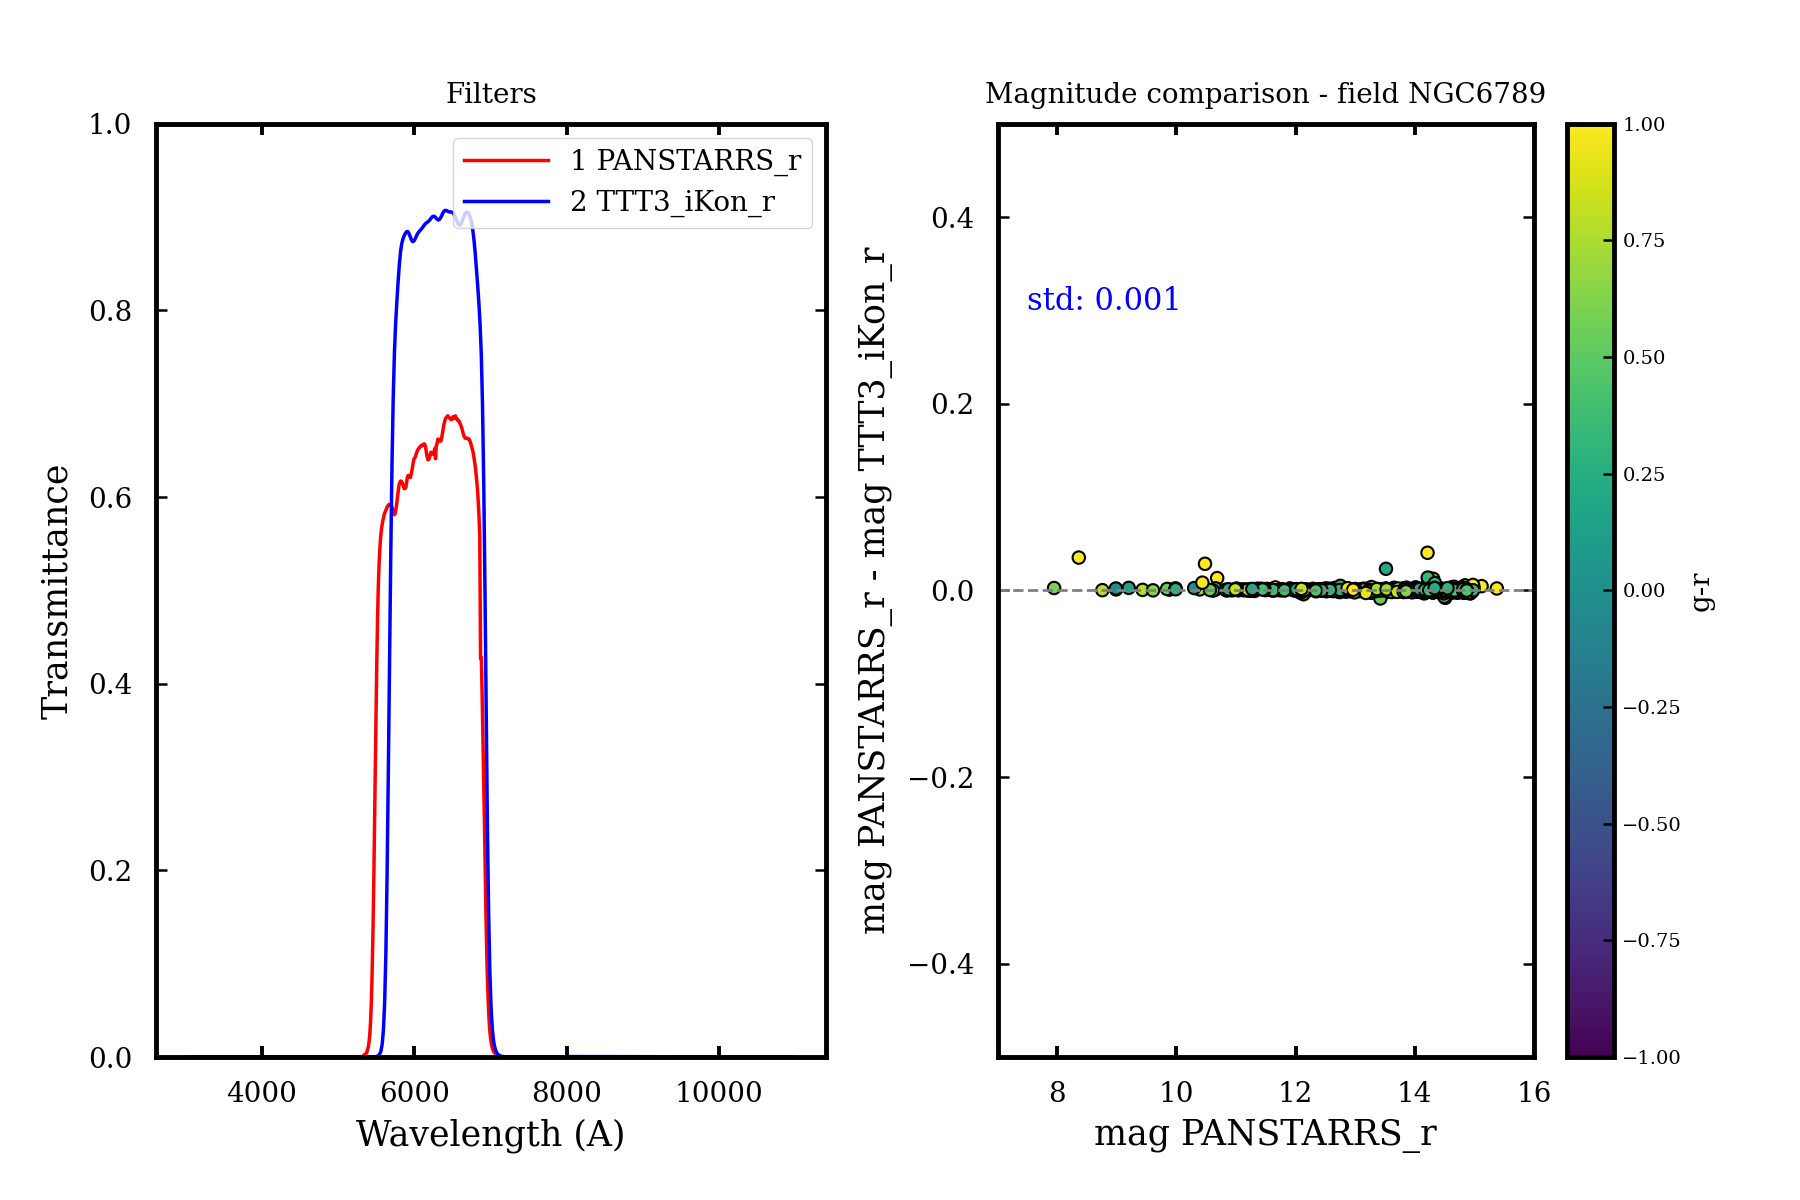 Filters
1 PANSTARRS_r
2 TTT3_iKon_r
Transmittance
1.0
0.8
0.6
0.4
0.2
0.0
4000
6000
8000
10000
Wavelength (A)
Magnitude comparison - field NGC6789
std: 0.001
mag PANSTARRS_r - mag TTT3_iKon_r
0.4
0.2
0.0
−0.2
−0.4
8
10
12
14
16
mag PANSTARRS_r
1.00
0.75
0.50
0.25
0.00
−0.25
−0.50
−0.75
−1.00
g-r